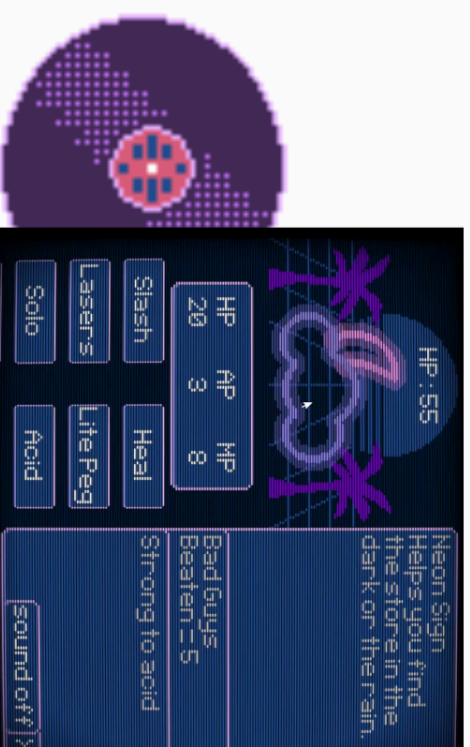 HP:55
HP AP MP
20 3 8
Slash Heal
Lasers Lite Peg
Solo Acid
Neon Sign
Helps you find
the store in the
dark or the rain.
Bad Guys
Beaten = 5
Strong to acid
sound off